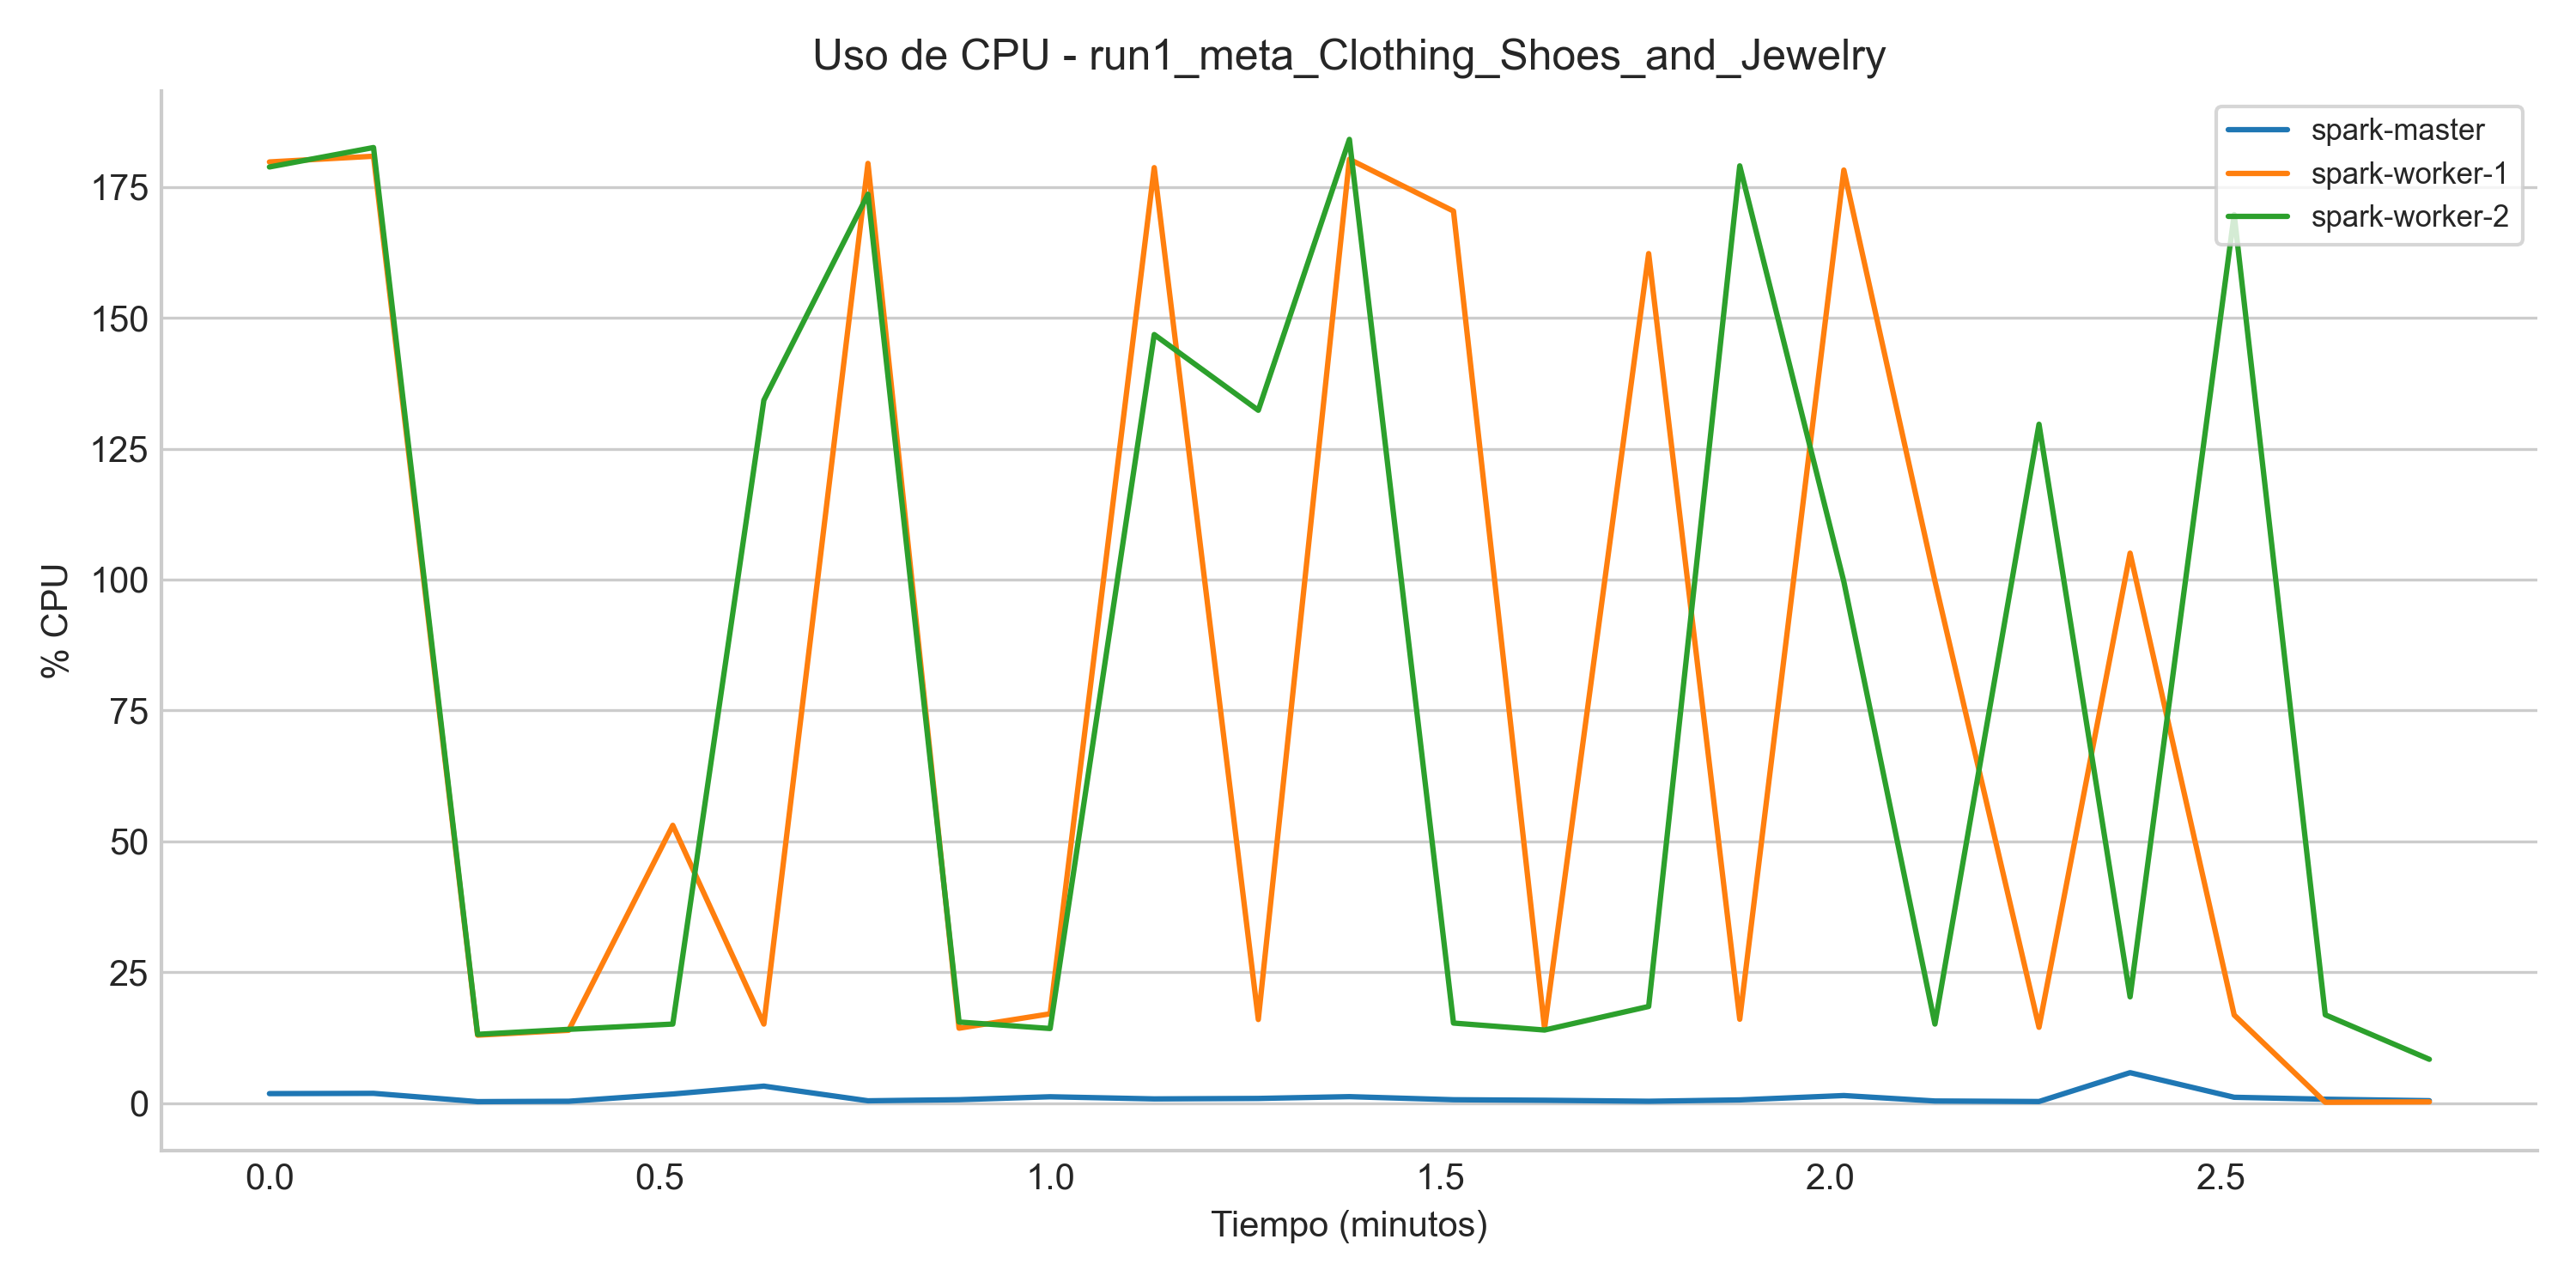 Uso de CPU - run1_meta_Clothing_Shoes_and_Jewelry
spark-master
spark-worker-1
spark-worker-2
% CPU
175
150
125
100
75
50
25
0
0.0 0.5 1.0 1.5 2.0 2.5
Tiempo (minutos)